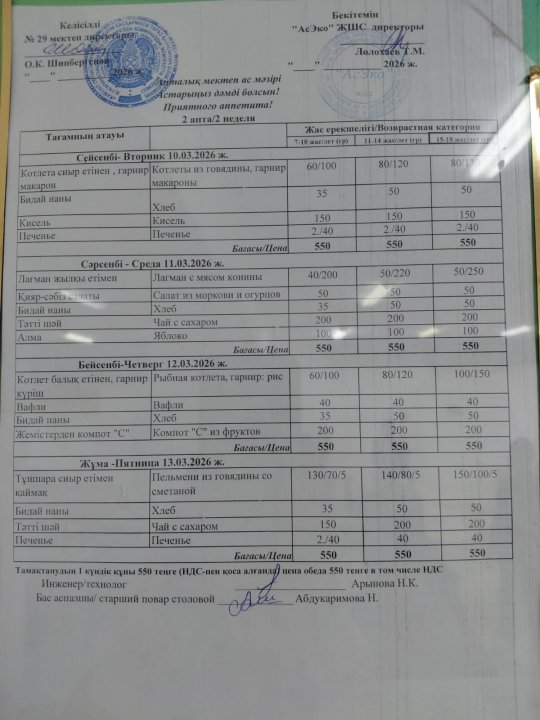 Келісілді
№ 29 мектеп директоры
О.К. Шинбергенов
"____" ________ 2026 ж.
Бекітемін
"АсЭко" ЖШС директоры
Лолохаев Т.М.
"____" ________ 2026 ж.
АсЭко
Апталық мектеп ас мәзірі
Астарыңыз дәмді болсын!
Приятного аппетита!
2 апта/2 неделя
Тағамның атауы Жас ерекшелігі/Возврастная категория
7-10 жас/лет (гр) 11-14 жас/лет (гр) 15-18 жас/лет (гр)
Сейсенбі- Вторник 10.03.2026 ж.
Котлета сиыр етінен , гарнир макарон Котлеты из говядины, гарнир макароны 60/100 80/120
Бидай наны Хлеб 35 50 50
Кисель Кисель 150 150 150
Печенье Печенье 2./40 2./40 2./40
Бағасы/Цена 550 550 550
Сәрсенбі - Среда 11.03.2026 ж.
Лағман жылқы етімен Лагман с мясом конины 40/200 50/220 50/250
Қияр-сәбіз салаты Салат из моркови и огурцов 50 50 50
Бидай наны Хлеб 35 50 50
Тәтті шәй Чай с сахаром 200 200 200
Алма Яблоко 100 100 100
Бағасы/Цена 550 550 550
Бейсенбі-Четверг 12.03.2026 ж.
Котлет балық етінен, гарнир күріш Рыбная котлета, гарнир: рис 60/100 80/120 100/150
Вафли Вафли 40 40 40
Бидай наны Хлеб 35 50 50
Жемістерден компот "С" Компот "С" из фруктов 200 200 200
Бағасы/Цена 550 550 550
Жұма -Пятница 13.03.2026 ж.
Тұшпара сиыр етімен қаймақ Пельмени из говядины со сметаной 130/70/5 140/80/5 150/100/5
Бидай наны Хлеб 35 50 50
Тәтті шәй Чай с сахаром 150 200 200
Печенье Печенье 2./40 40 40
Бағасы/Цена 550 550 550
Тамақтанудың 1 күндік құны 550 тенге (НДС-пен қоса алғанда) цена обеда 550 тенге в том числе НДС
Инженер/технолог ________ Арынова Н.К.
Бас аспазшы/ старший повар столовой ________ Абдукаримова Н.